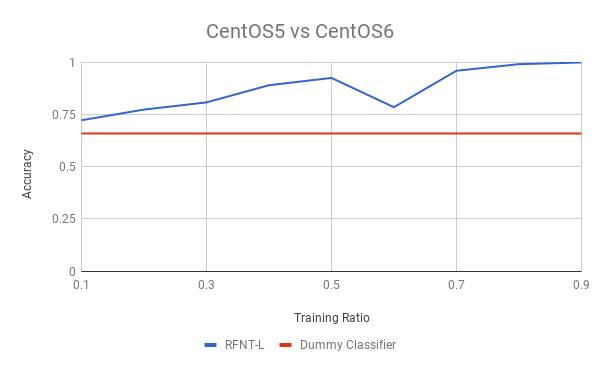 CentOS5 vs CentOS6
1
0.75
0.5
0.25
0
Accuracy
0.1 0.3 0.5 0.7 0.9
Training Ratio
RFNT-L Dummy Classifier